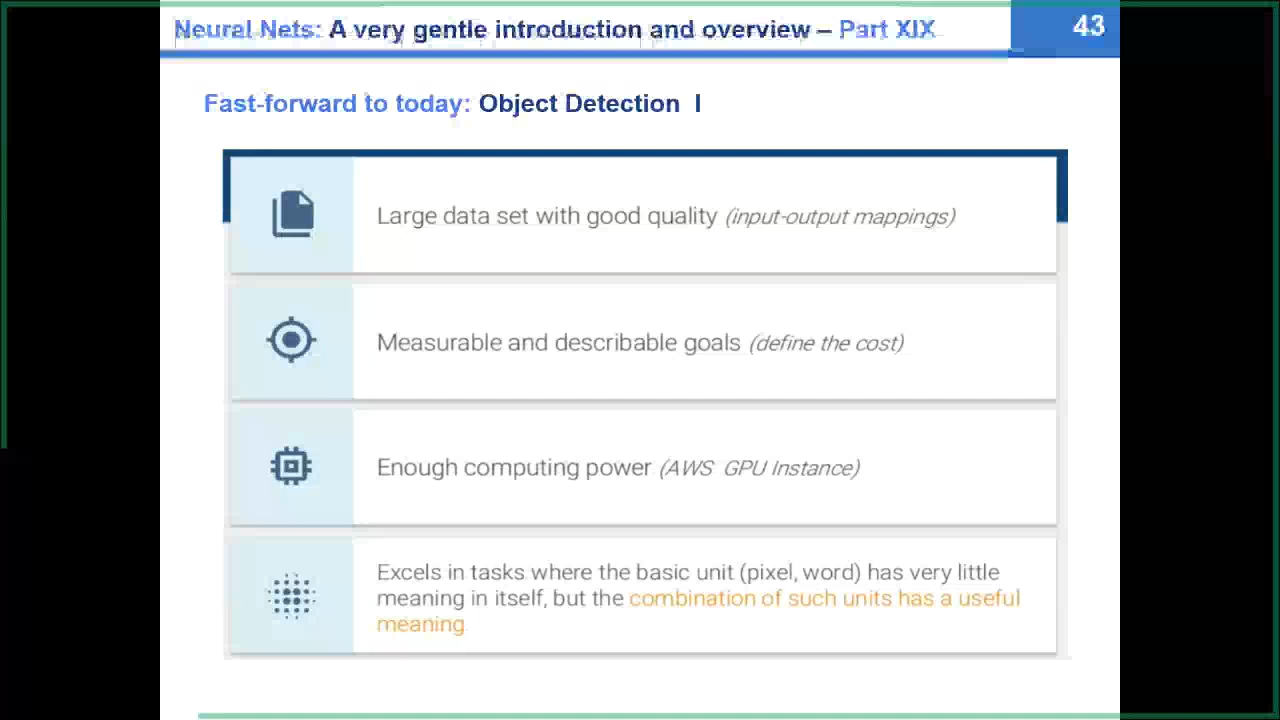 Neural Nets: A very gentle introduction and overview – Part XIX
43
Fast-forward to today: Object Detection I
Large data set with good quality (input-output mappings)
Measurable and describable goals (define the cost)
Enough computing power (AWS GPU Instance)
Excels in tasks where the basic unit (pixel, word) has very little
meaning in itself, but the combination of such units has a useful
meaning